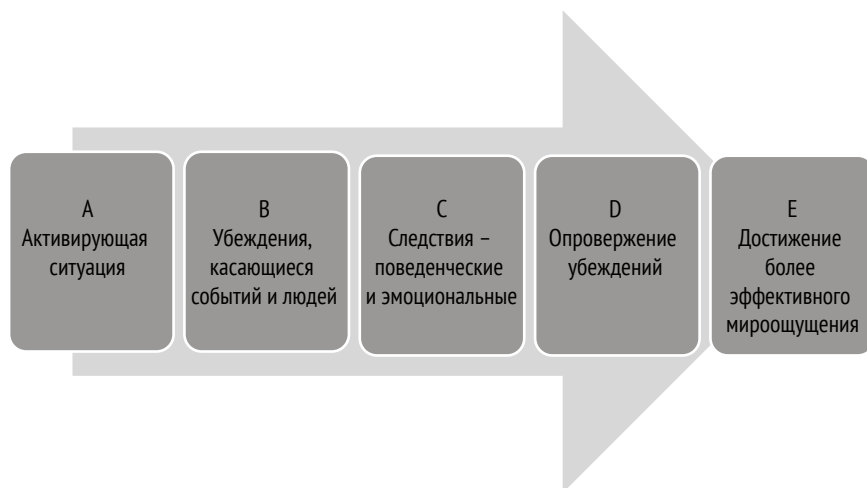 A
Активирующая
ситуация
B
Убеждения,
касающиеся
событий и людей
C
Следствия –
поведенческие
и эмоциональные
D
Опровержение
убеждений
E
Достижение
более
эффективного
мироощущения